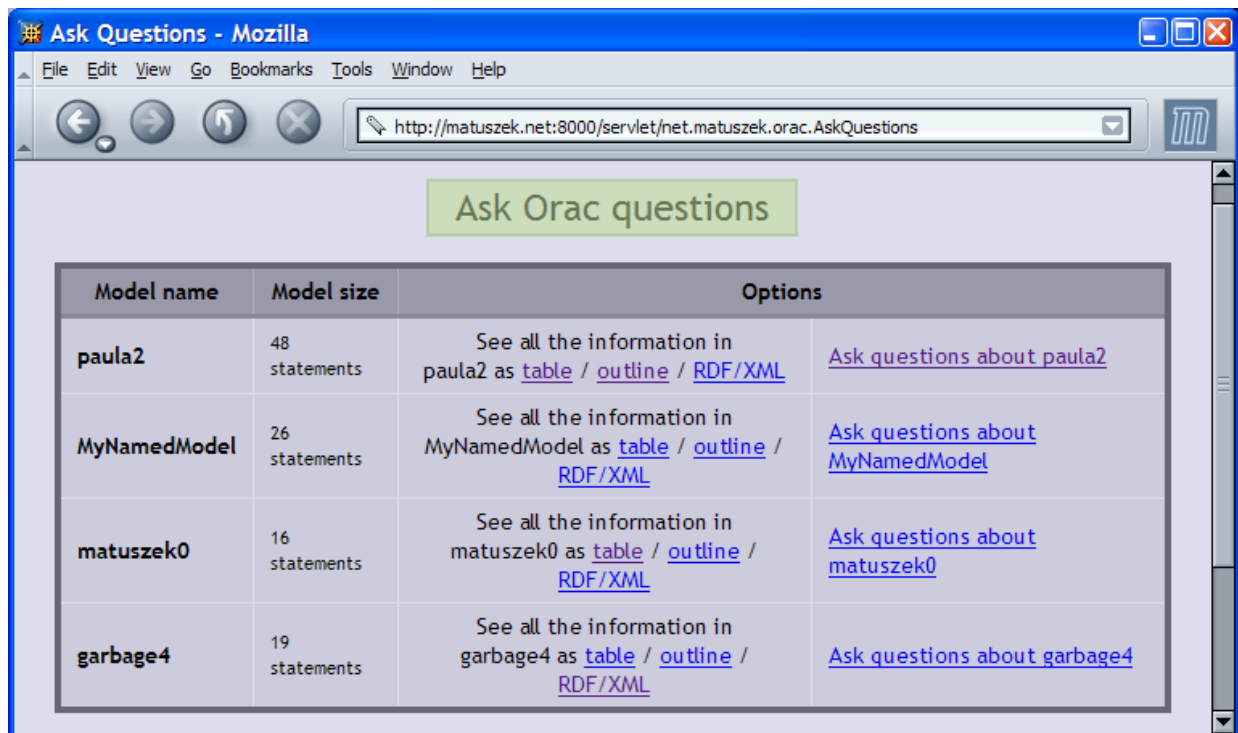 Ask Questions - Mozilla
File Edit View Go Bookmarks Tools Window Help
http://matuszek.net:8000/servlet/net.matuszek.orac.AskQuestions
Ask Orac questions
Model name Model size Options
paula2
48
statements
See all the information in
paula2 as table / outline / RDF/XML
Ask questions about paula2
MyNamedModel
26
statements
See all the information in
MyNamedModel as table / outline /
RDF/XML
Ask questions about
MyNamedModel
matuszek0
16
statements
See all the information in
matuszek0 as table / outline /
RDF/XML
Ask questions about
matuszek0
garbage4
19
statements
See all the information in
garbage4 as table / outline /
RDF/XML
Ask questions about garbage4